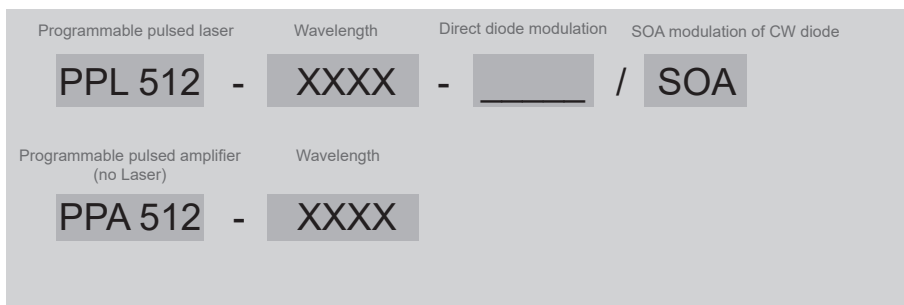 Programmable pulsed laser Wavelength Direct diode modulation SOA modulation of CW diode
PPL 512 - XXXX - _____ / SOA
Programmable pulsed amplifier Wavelength
(no Laser)
PPA 512 - XXXX